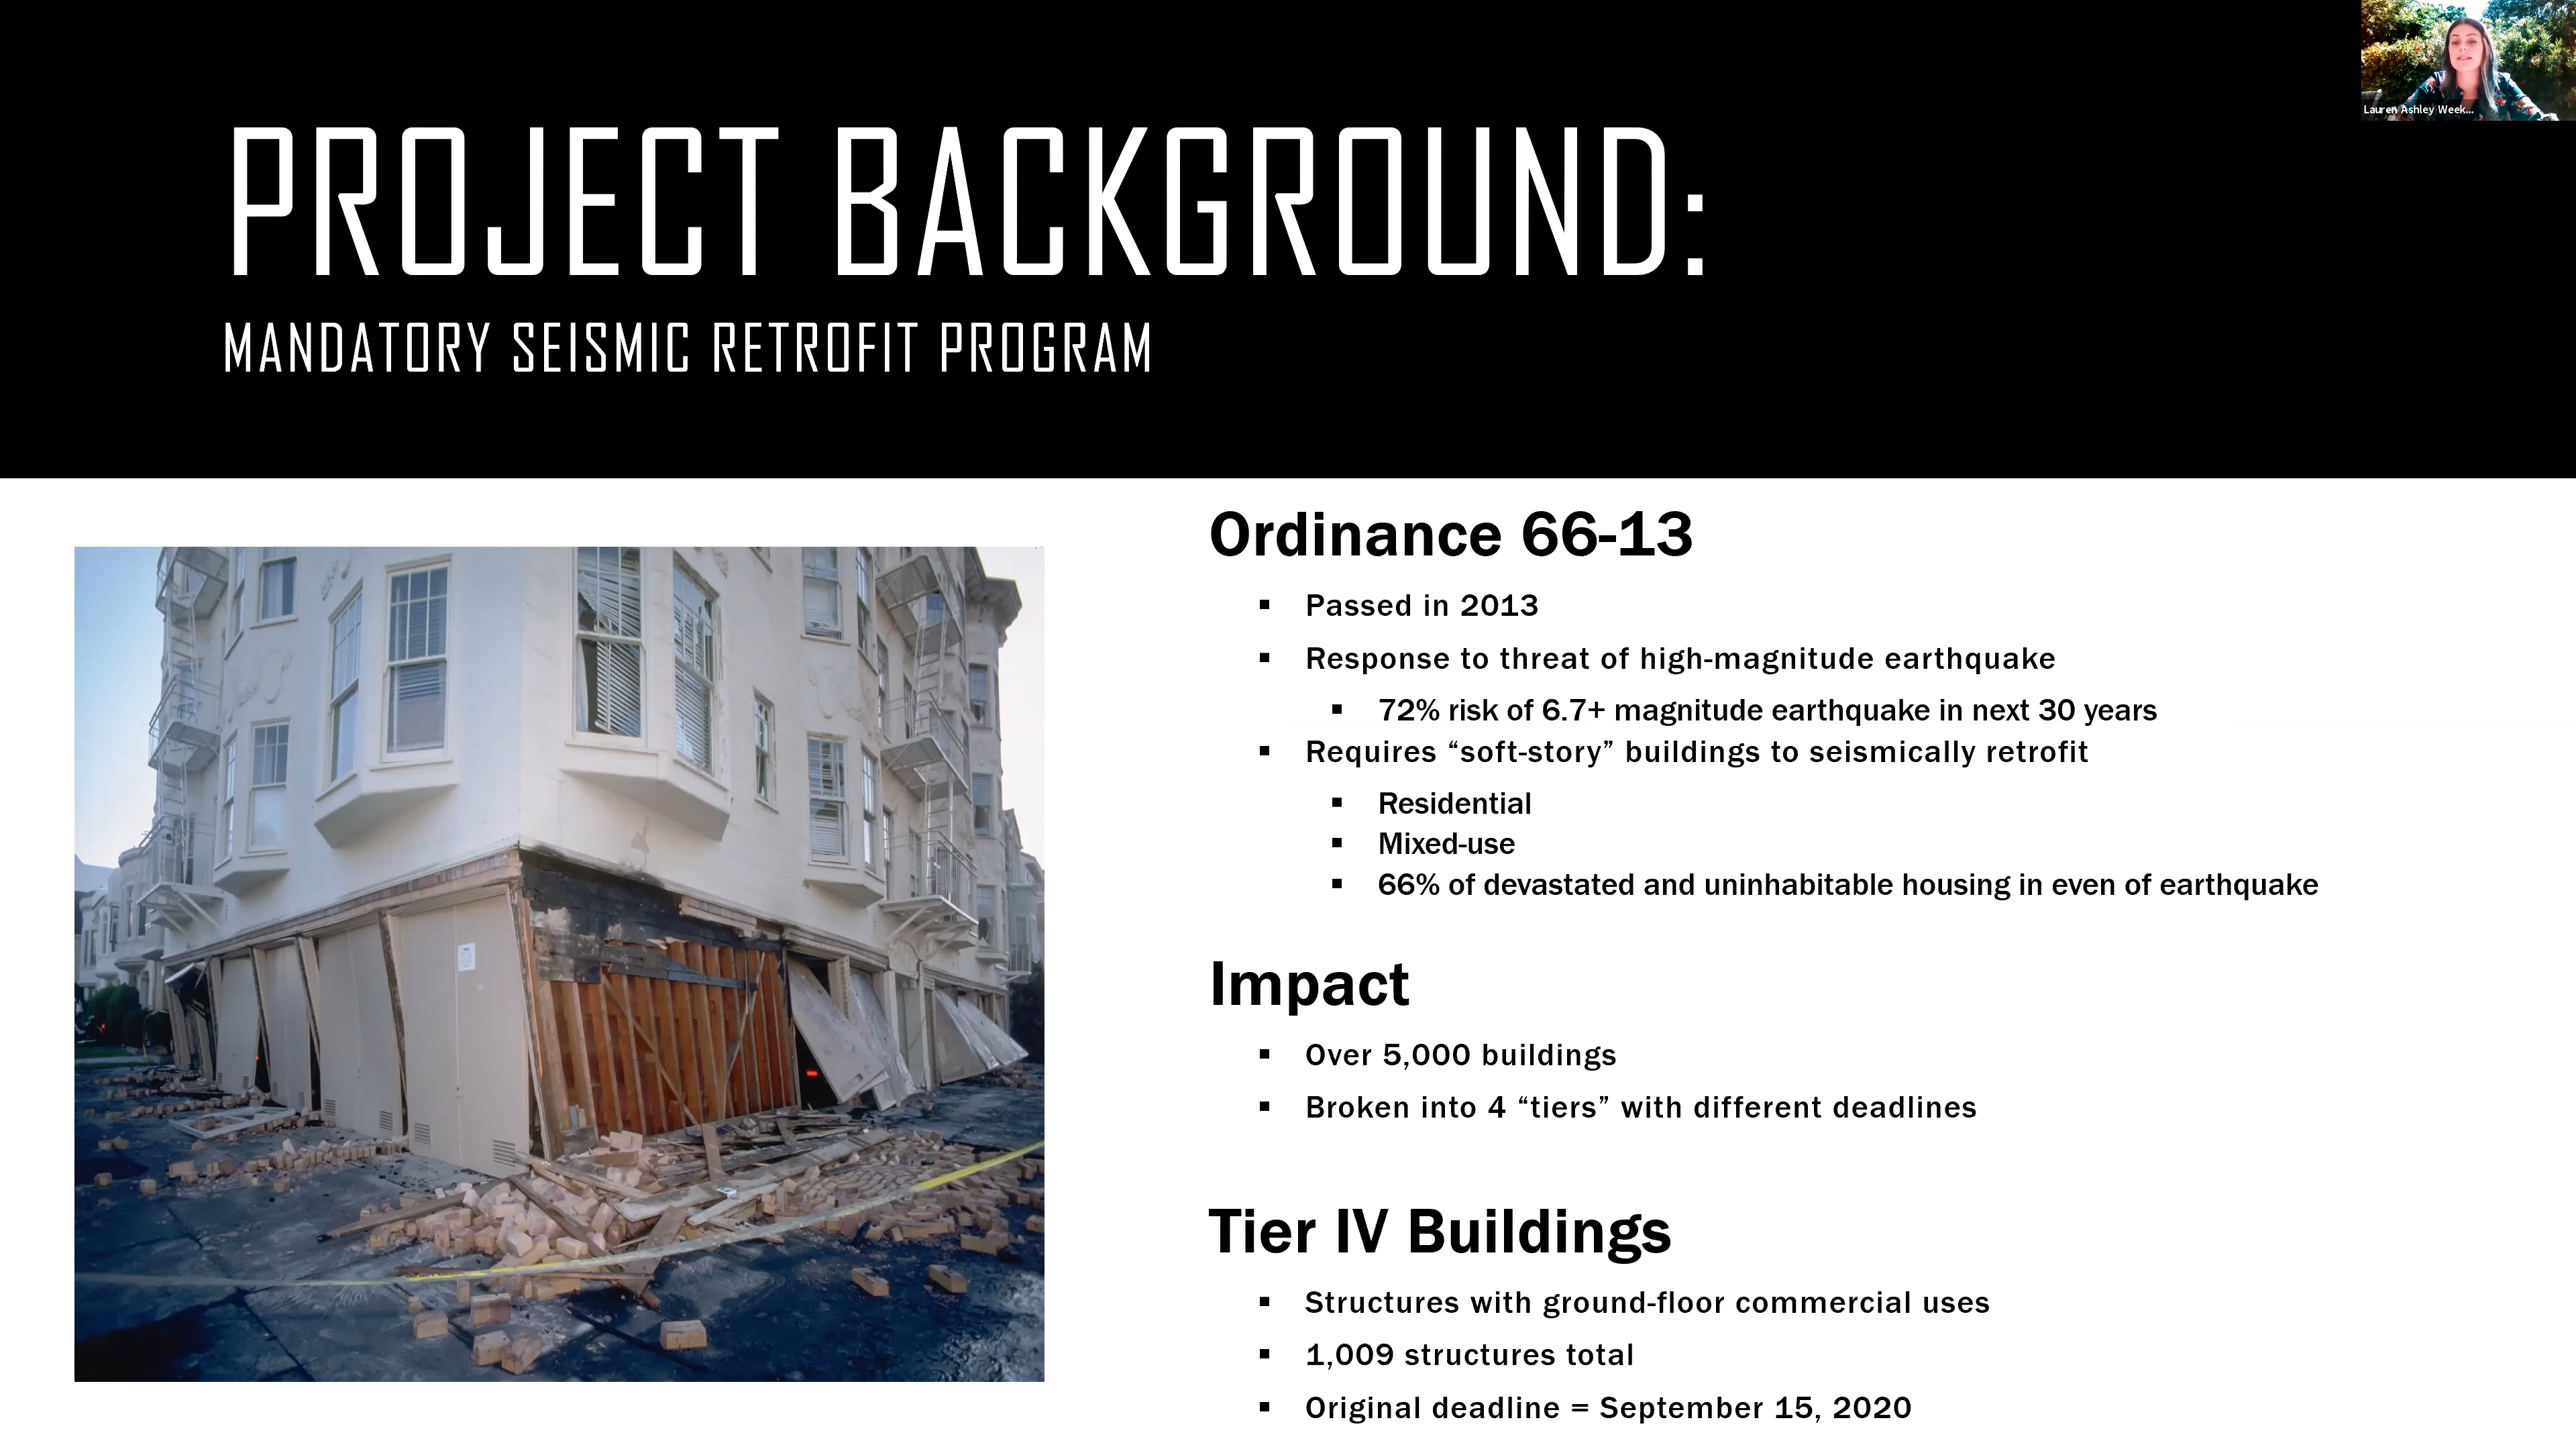 Lauren Ashley Week...
PROJECT BACKGROUND:
MANDATORY SEISMIC RETROFIT PROGRAM
Ordinance 66-13
▪ Passed in 2013
▪ Response to threat of high-magnitude earthquake
▪ 72% risk of 6.7+ magnitude earthquake in next 30 years
▪ Requires “soft-story” buildings to seismically retrofit
▪ Residential
▪ Mixed-use
▪ 66% of devastated and uninhabitable housing in even of earthquake
Impact
▪ Over 5,000 buildings
▪ Broken into 4 “tiers” with different deadlines
Tier IV Buildings
▪ Structures with ground-floor commercial uses
▪ 1,009 structures total
▪ Original deadline = September 15, 2020